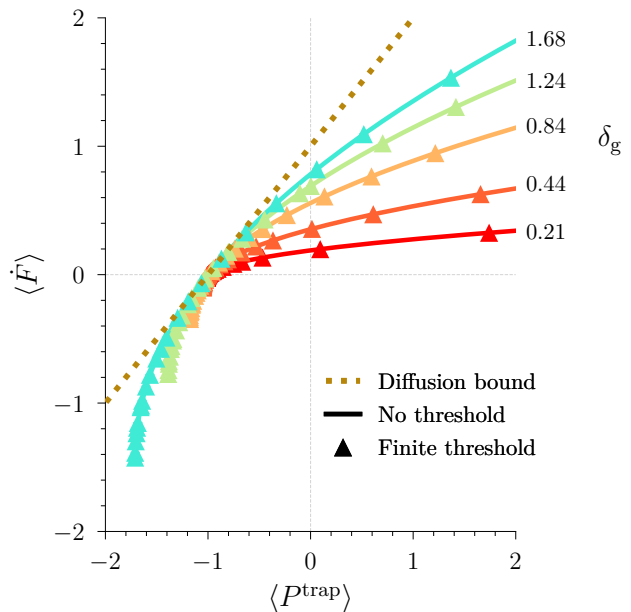 2
1
0
−1
−2
−2
−1
0
1
2
⟨Ḟ⟩
⟨P^trap⟩
1.68
1.24
0.84
0.44
0.21
δ_g
Diffusion bound
No threshold
Finite threshold